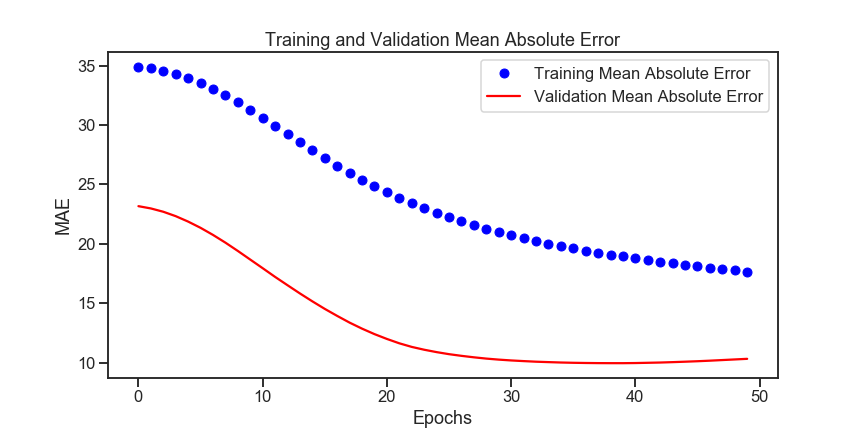 Training and Validation Mean Absolute Error
Training Mean Absolute Error
Validation Mean Absolute Error
MAE
35
30
25
20
15
10
0 10 20 30 40 50
Epochs